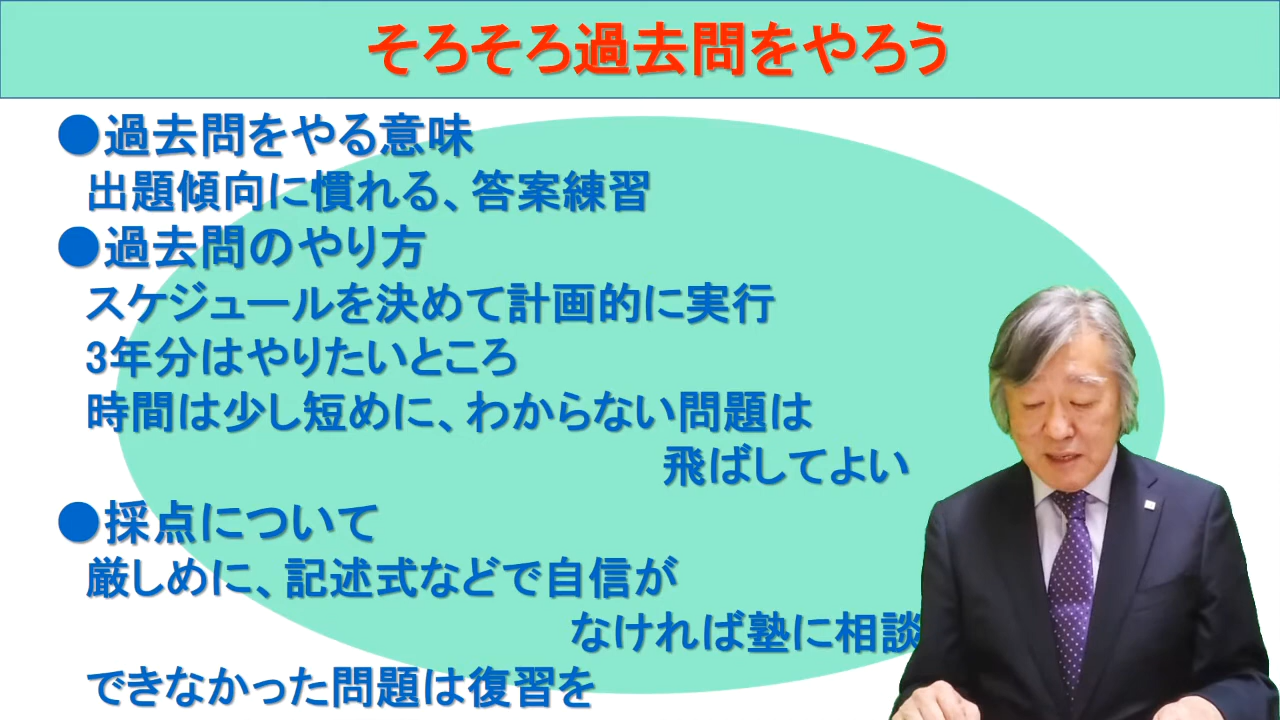 そろそろ過去問をやろう
●過去問をやる意味
出題傾向に慣れる、答案練習
●過去問のやり方
スケジュールを決めて計画的に実行
3年分はやりたいところ
時間は少し短めに、わからない問題は
飛ばしてよい
●採点について
厳しめに、記述式などで自信が
なければ塾に相談
できなかった問題は復習を